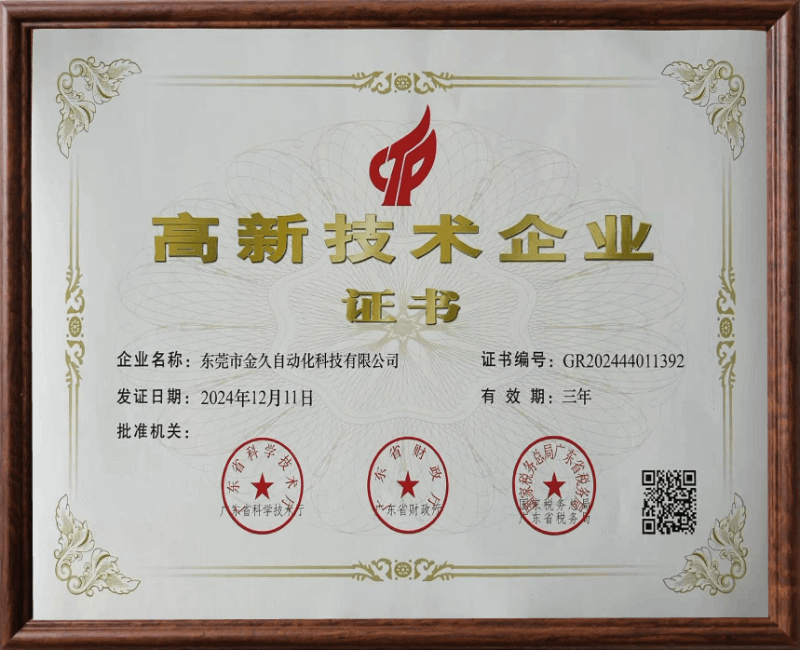 高新技术企业
证书
企业名称：东莞市金久自动化科技有限公司
证书编号：GR202444011392
发证日期：2024年12月11日
有 效 期：三年
批准机关：
广东省科学技术厅
广东省科学技术厅
广东省财政厅
广东省财政厅
国家税务总局广东省税务局
国家税务总局
广东省税务局